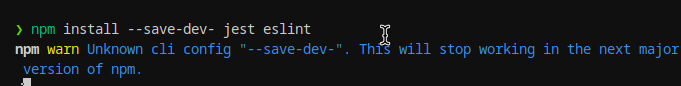 ❯ npm install --save-dev- jest eslint
npm warn Unknown cli config "--save-dev-". This will stop working in the next major
version of npm.